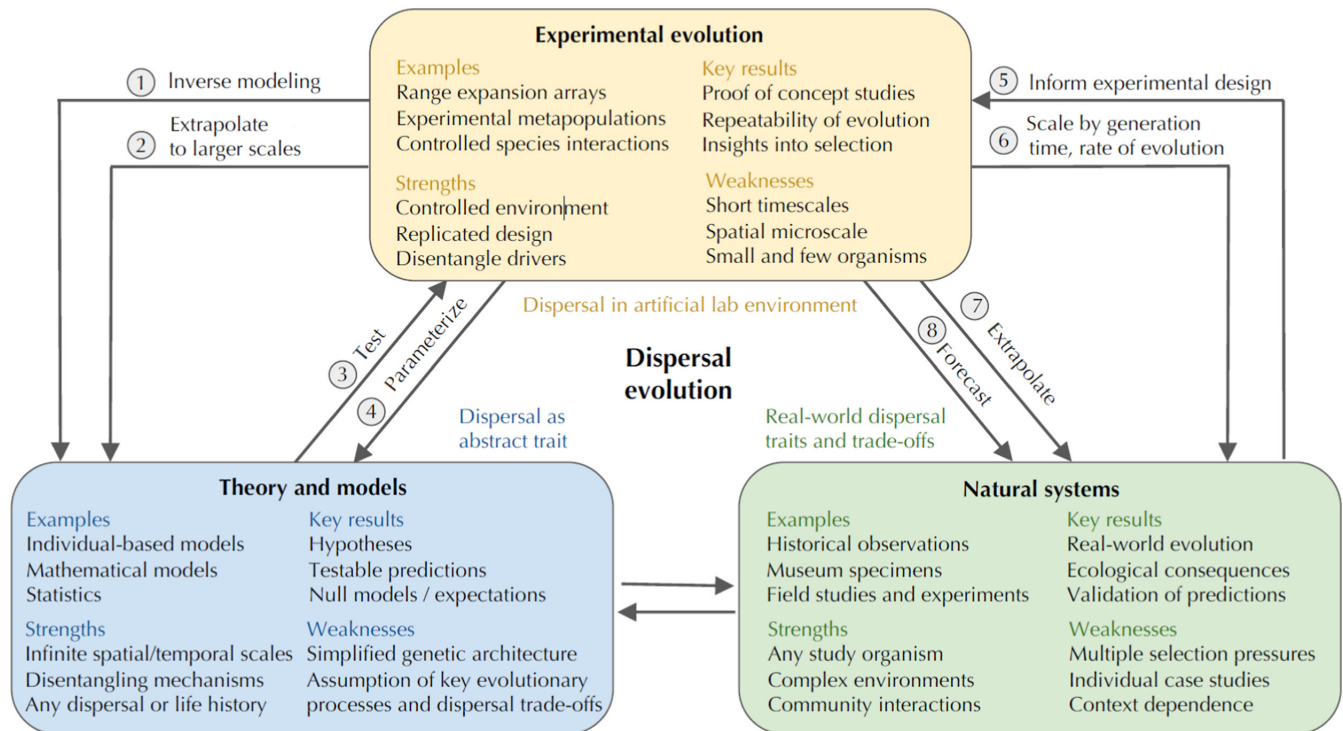 Experimental evolution
Examples
Range expansion arrays
Experimental metapopulations
Controlled species interactions
Key results
Proof of concept studies
Repeatability of evolution
Insights into selection
Strengths
Controlled environment
Replicated design
Disentangle drivers
Weaknesses
Short timescales
Spatial microscale
Small and few organisms
1 Inverse modeling
2 Extrapolate
to larger scales
5 Inform experimental design
6 Scale by generation
time, rate of evolution
Dispersal in artificial lab environment
3 Test
4 Parameterize
7 Extrapolate
8 Forecast
Dispersal
evolution
Dispersal as
abstract trait
Real-world dispersal
traits and trade-offs
Theory and models
Examples
Individual-based models
Mathematical models
Statistics
Key results
Hypotheses
Testable predictions
Null models / expectations
Strengths
Infinite spatial/temporal scales
Disentangling mechanisms
Any dispersal or life history
Weaknesses
Simplified genetic architecture
Assumption of key evolutionary
processes and dispersal trade-offs
Natural systems
Examples
Historical observations
Museum specimens
Field studies and experiments
Key results
Real-world evolution
Ecological consequences
Validation of predictions
Strengths
Any study organism
Complex environments
Community interactions
Weaknesses
Multiple selection pressures
Individual case studies
Context dependence